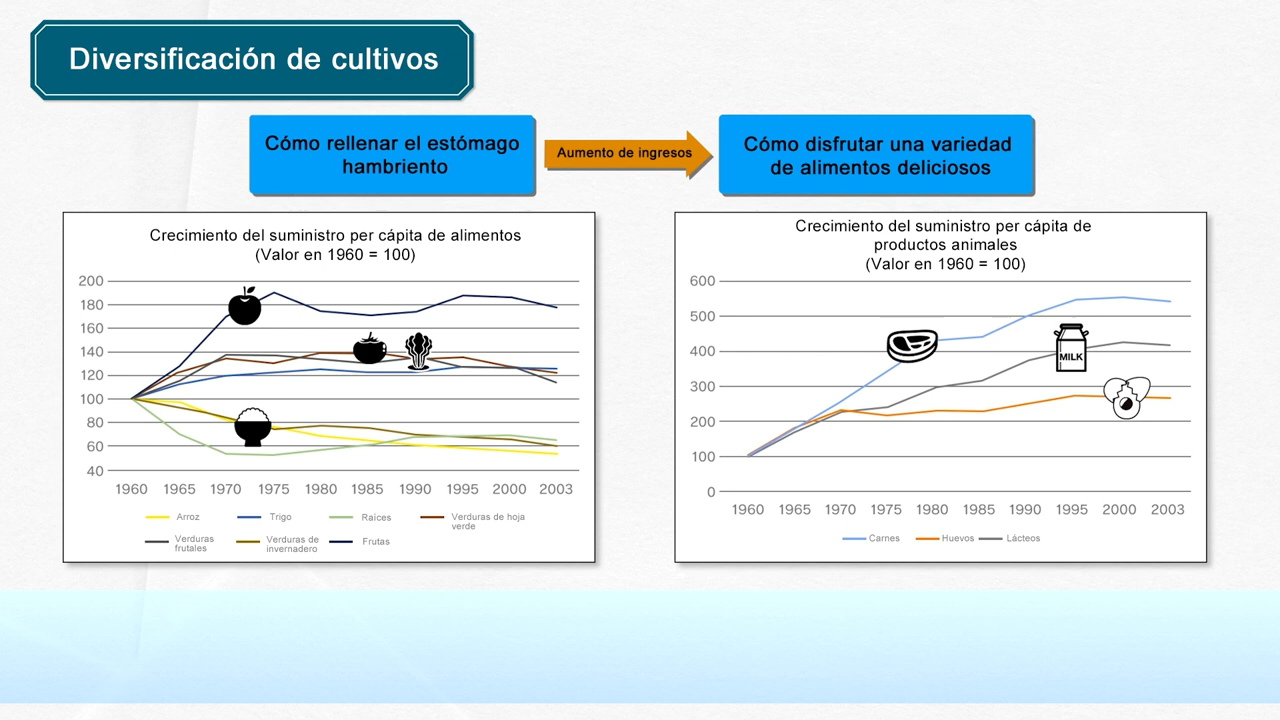 Diversificación de cultivos
Cómo rellenar el estómago
hambriento
Aumento de ingresos
Cómo disfrutar una variedad
de alimentos deliciosos
Crecimiento del suministro per cápita de alimentos
(Valor en 1960 = 100)
200
180
160
140
120
100
80
60
40
1960 1965 1970 1975 1980 1985 1990 1995 2000 2003
Arroz
Trigo
Raíces
Verduras de hoja
verde
Verduras
frutales
Verduras de
invernadero
Frutas
Crecimiento del suministro per cápita de
productos animales
(Valor en 1960 = 100)
600
500
400
300
200
100
0
MILK
1960 1965 1970 1975 1980 1985 1990 1995 2000 2003
Carnes
Huevos
Lácteos